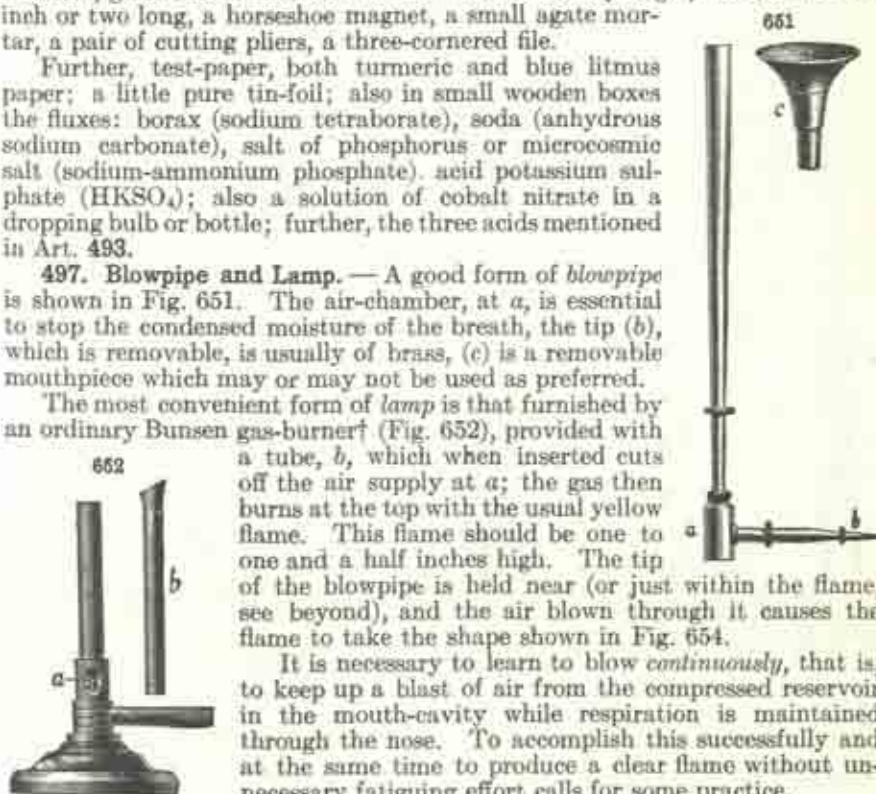 inch or two long, a horseshoe magnet, a small agate mor-
tar, a pair of cutting pliers, a three-cornered file.
Further, test-paper, both turmeric and blue litmus
paper; a little pure tin-foil; also in small wooden boxes
the fluxes: borax (sodium tetraborate), soda (anhydrous
sodium carbonate), salt of phosphorus or microcosmic
salt (sodium-ammonium phosphate). acid potassium sul-
phate (HKSO₄); also a solution of cobalt nitrate in a
dropping bulb or bottle; further, the three acids mentioned
in Art. 493.
497. Blowpipe and Lamp. — A good form of blowpipe
is shown in Fig. 651. The air-chamber, at a, is essential
to stop the condensed moisture of the breath, the tip (b),
which is removable, is usually of brass, (c) is a removable
mouthpiece which may or may not be used as preferred.
The most convenient form of lamp is that furnished by
an ordinary Bunsen gas-burner† (Fig. 652), provided with
a tube, b, which when inserted cuts
off the air supply at a; the gas then
burns at the top with the usual yellow
flame. This flame should be one to
one and a half inches high. The tip
of the blowpipe is held near (or just within the flame,
see beyond), and the air blown through it causes the
flame to take the shape shown in Fig. 654.
It is necessary to learn to blow continuously, that is,
to keep up a blast of air from the compressed reservoir
in the mouth-cavity while respiration is maintained
through the nose. To accomplish this successfully and
at the same time to produce a clear flame without un-
necessary fatiguing effort calls for some practice.
651
c
a
b
652
b
a